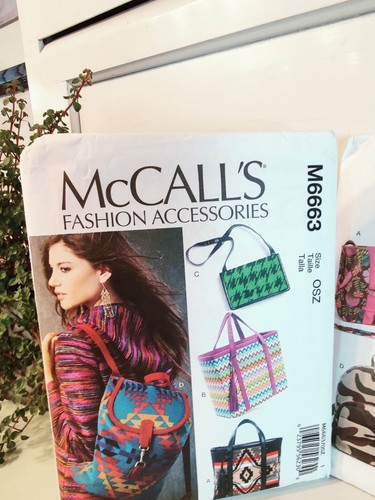 McCALL'S®
FASHION ACCESSORIES
M6663
Size
Taille
Talla
OSZ
C
B
D
A
A
D